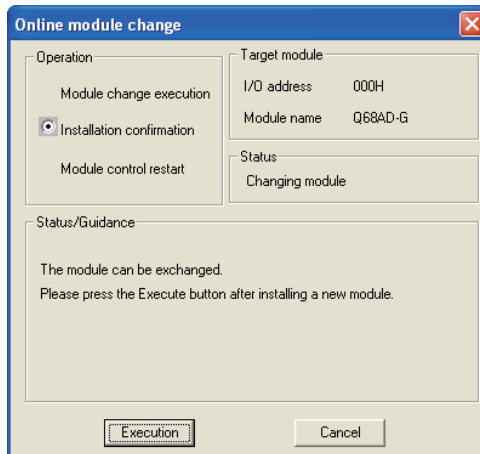 Online module change
Operation
Module change execution
Installation confirmation
Module control restart
Target module
I/O address 000H
Module name Q68AD-G
Status
Changing module
Status/Guidance
The module can be exchanged.
Please press the Execute button after installing a new module.
Execution
Cancel